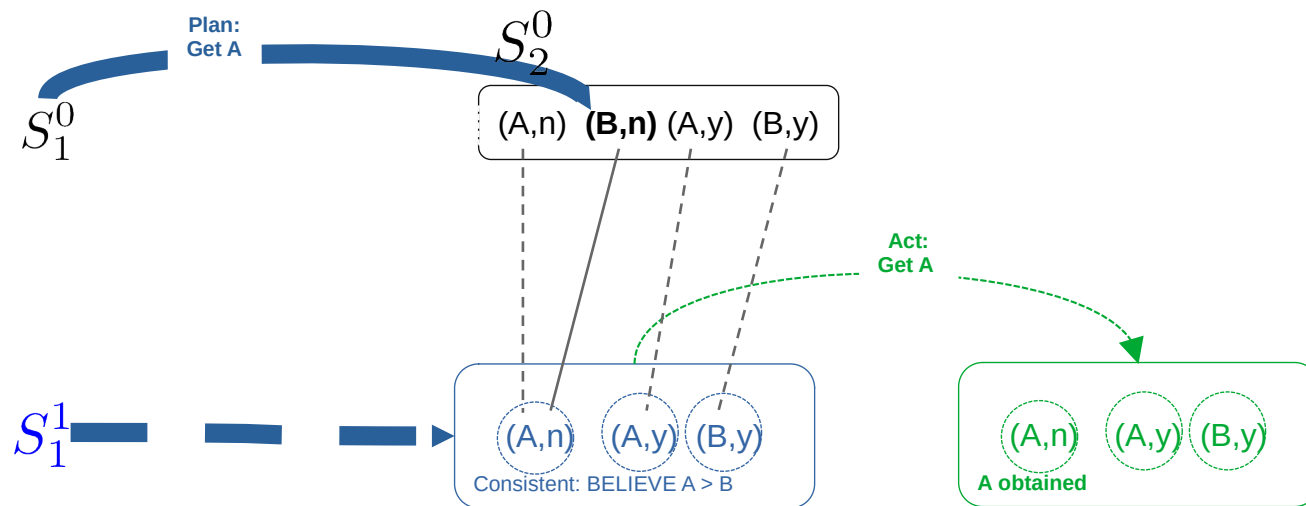 Plan:
Get A
$S_2^0$
$S_1^0$
(A,n) (B,n) (A,y) (B,y)
Act:
Get A
$S_1^1$
(A,n) (A,y) (B,y)
Consistent: BELIEVE A > B
(A,n) (A,y) (B,y)
A obtained